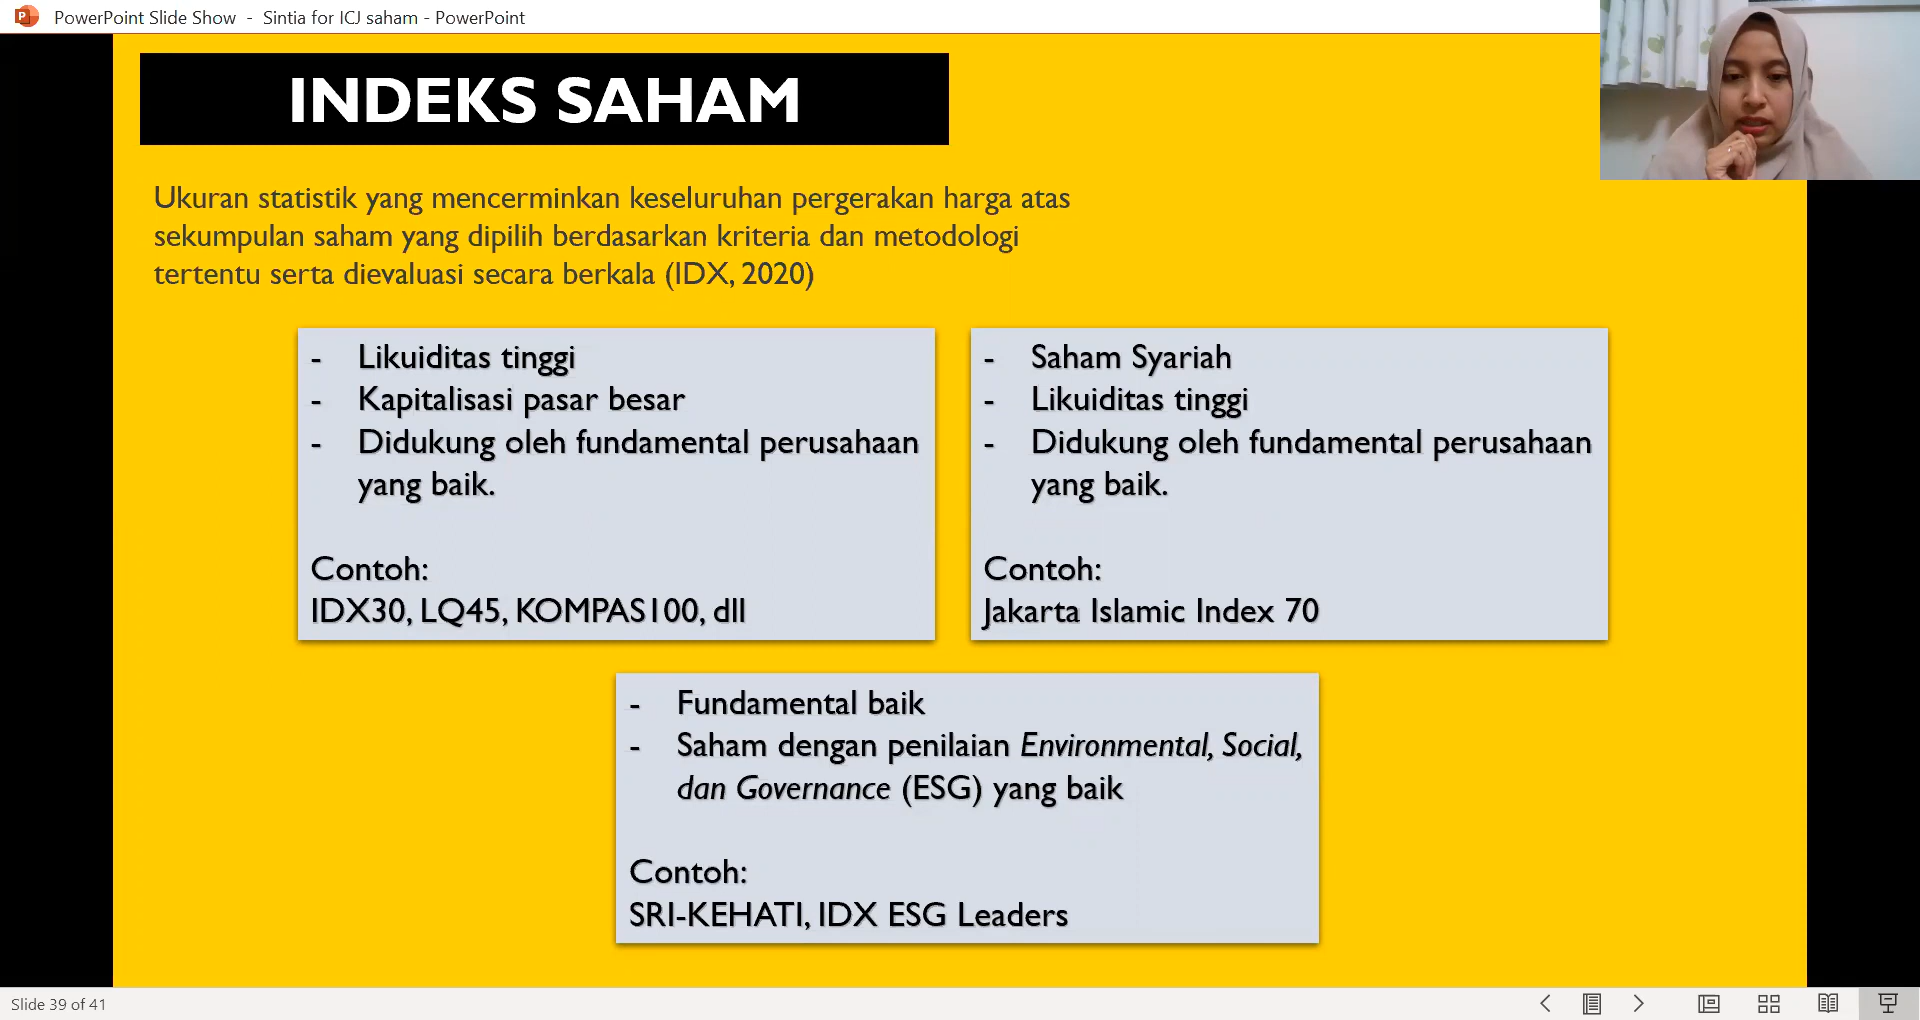 PowerPoint Slide Show - Sintia for ICJ saham - PowerPoint
INDEKS SAHAM
Ukuran statistik yang mencerminkan keseluruhan pergerakan harga atas
sekumpulan saham yang dipilih berdasarkan kriteria dan metodologi
tertentu serta dievaluasi secara berkala (IDX, 2020)
- Likuiditas tinggi
- Kapitalisasi pasar besar
- Didukung oleh fundamental perusahaan
yang baik.
Contoh:
IDX30, LQ45, KOMPAS100, dll
- Saham Syariah
- Likuiditas tinggi
- Didukung oleh fundamental perusahaan
yang baik.
Contoh:
Jakarta Islamic Index 70
- Fundamental baik
- Saham dengan penilaian Environmental, Social,
dan Governance (ESG) yang baik
Contoh:
SRI-KEHATI, IDX ESG Leaders
Slide 39 of 41